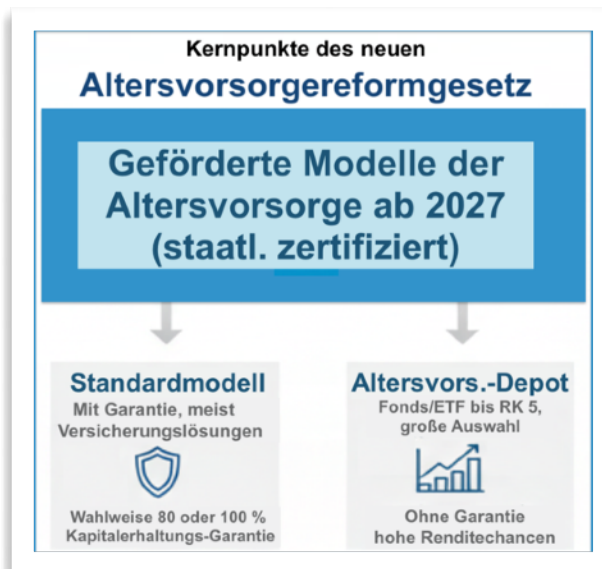 Kernpunkte des neuen
Altersvorsorgereformgesetz
Geförderte Modelle der
Altersvorsorge ab 2027
(staatl. zertifiziert)
Standardmodell
Mit Garantie, meist
Versicherungslösungen
Wahlweise 80 oder 100 %
Kapitalerhaltungs-Garantie
Altersvors.-Depot
Fonds/ETF bis RK 5,
große Auswahl
Ohne Garantie
hohe Renditechancen